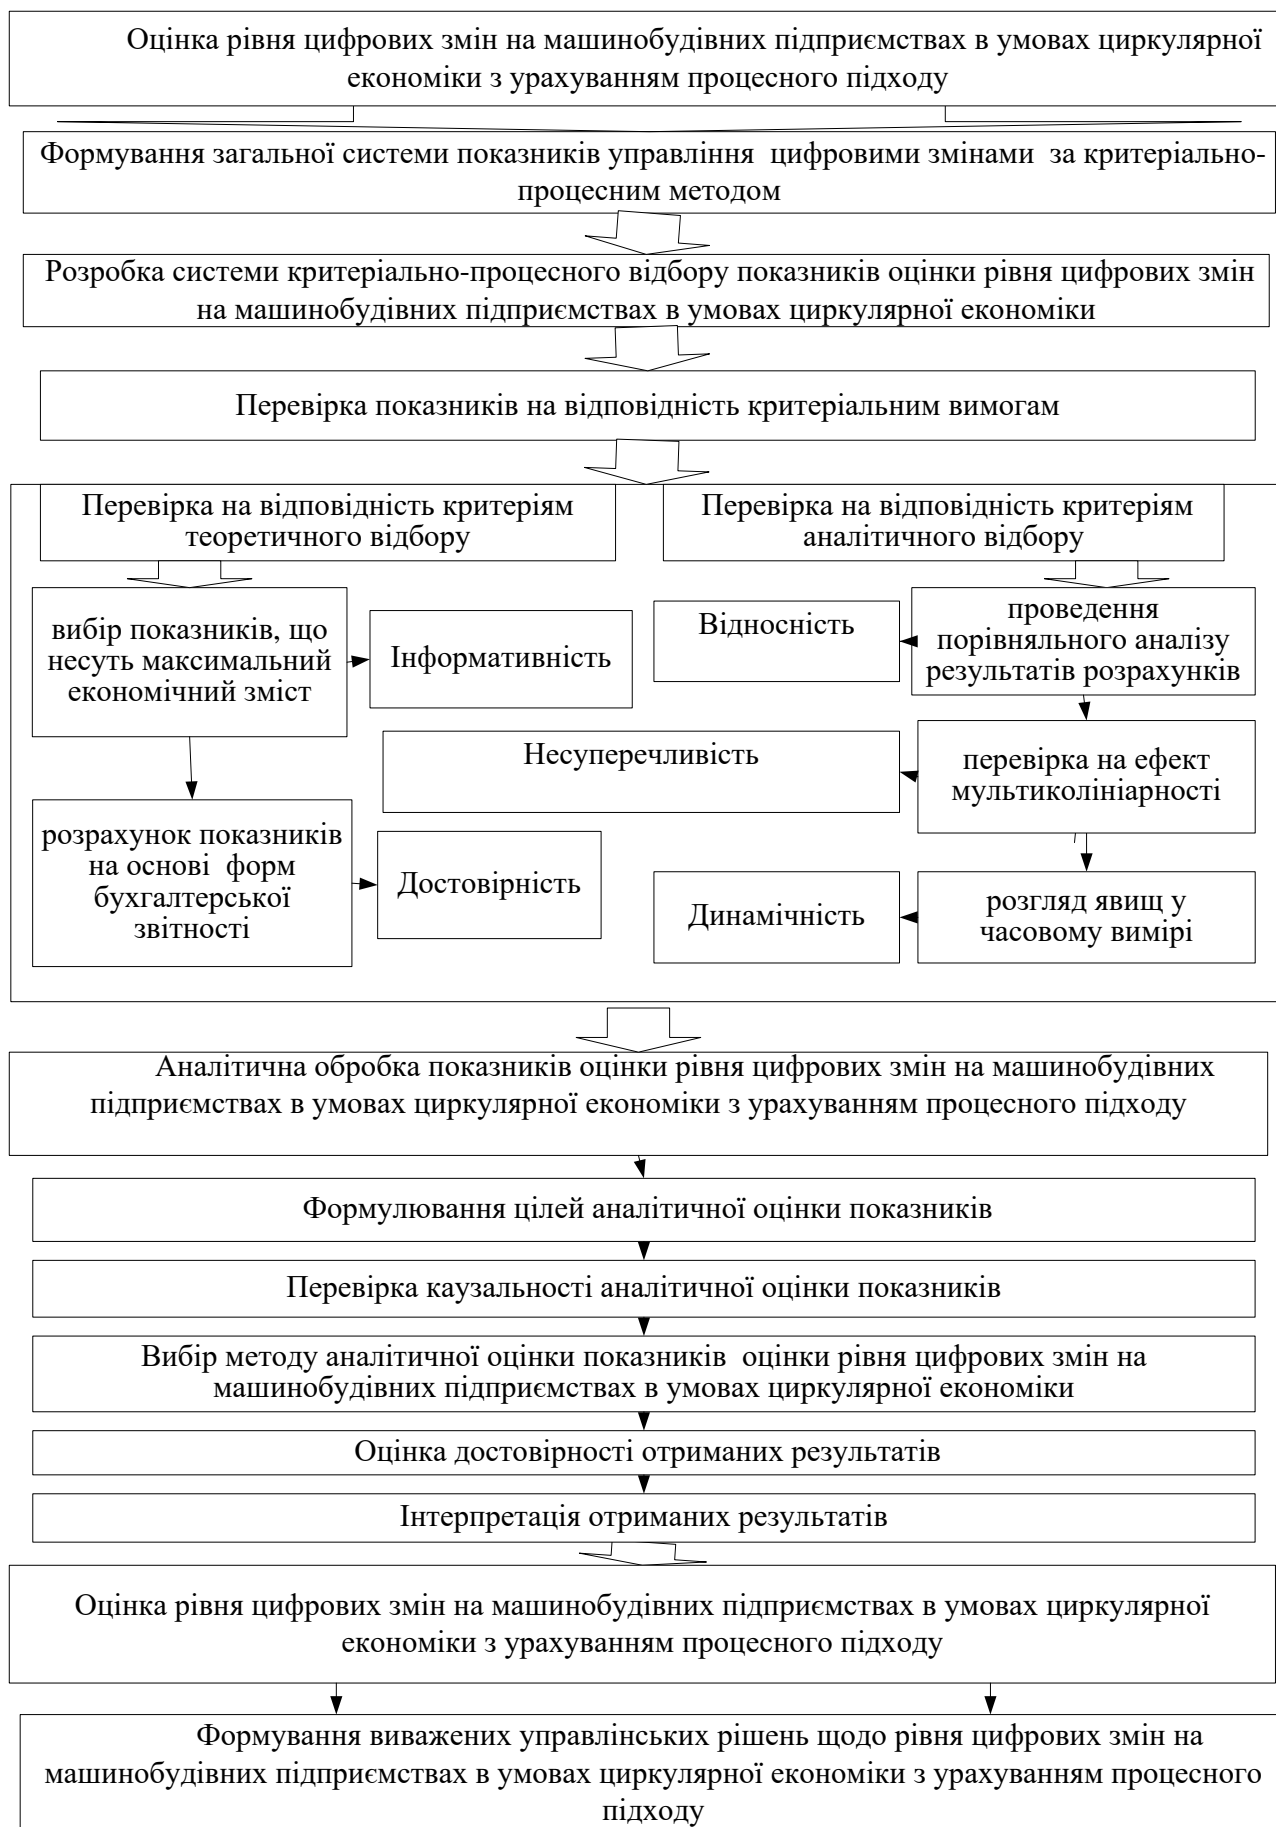 Оцінка рівня цифрових змін на машинобудівних підприємствах в умовах циркулярної
економіки з урахуванням процесного підходу
Формування загальної системи показників управління цифровими змінами за критеріально-
процесним методом
Розробка системи критеріально-процесного відбору показників оцінки рівня цифрових змін
на машинобудівних підприємствах в умовах циркулярної економіки
Перевірка показників на відповідність критеріальним вимогам
Перевірка на відповідність критеріям
теоретичного відбору
Перевірка на відповідність критеріям
аналітичного відбору
вибір показників, що
несуть максимальний
економічний зміст
Інформативність
Відносність
проведення
порівняльного аналізу
результатів розрахунків
Несуперечливість
перевірка на ефект
мультиколініарності
розрахунок показників
на основі форм
бухгалтерської
звітності
Достовірність
Динамічність
розгляд явищ у
часовому вимірі
Аналітична обробка показників оцінки рівня цифрових змін на машинобудівних
підприємствах в умовах циркулярної економіки з урахуванням процесного підходу
Формулювання цілей аналітичної оцінки показників
Перевірка каузальності аналітичної оцінки показників
Вибір методу аналітичної оцінки показників оцінки рівня цифрових змін на
машинобудівних підприємствах в умовах циркулярної економіки
Оцінка достовірності отриманих результатів
Інтерпретація отриманих результатів
Оцінка рівня цифрових змін на машинобудівних підприємствах в умовах циркулярної
економіки з урахуванням процесного підходу
Формування виважених управлінських рішень щодо рівня цифрових змін на
машинобудівних підприємствах в умовах циркулярної економіки з урахуванням процесного
підходу